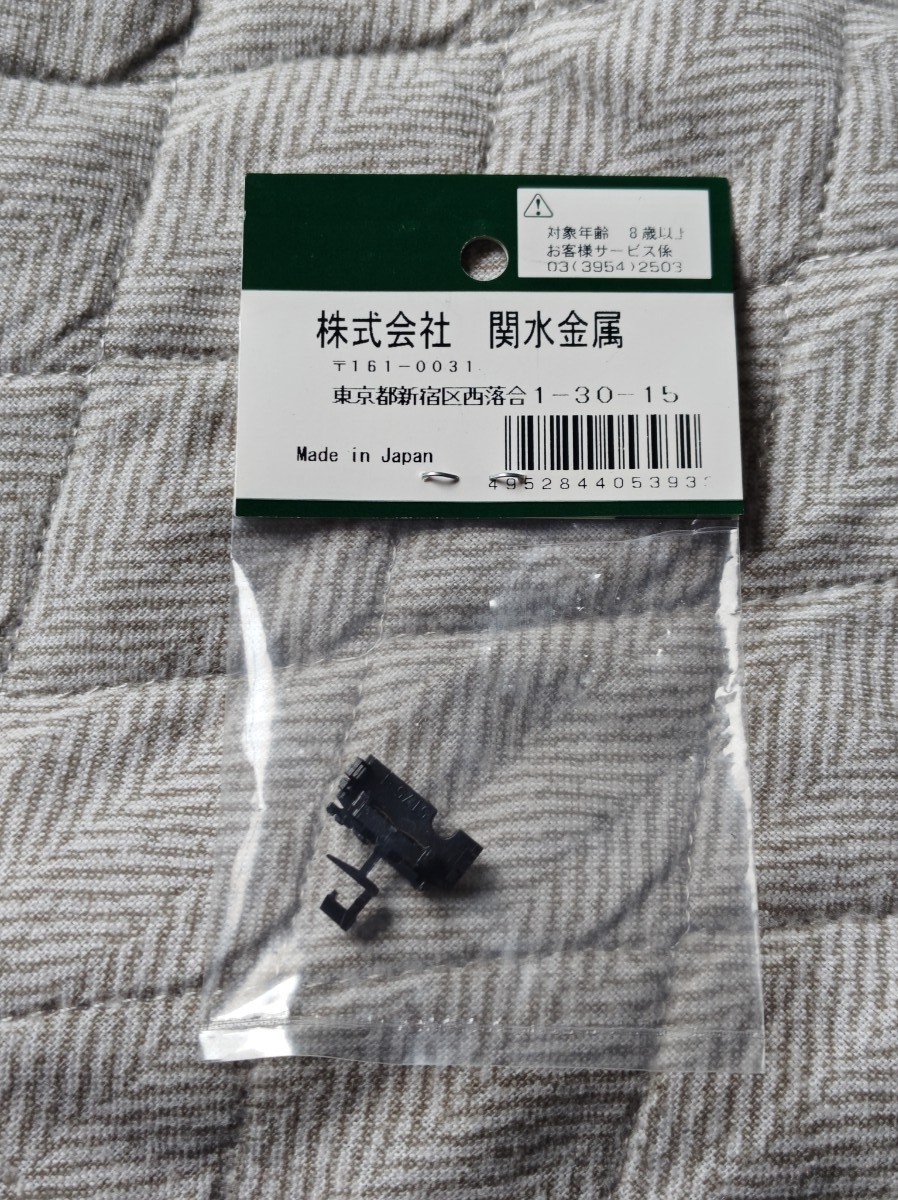 対象年齢 8歳以上
お客様サービス係
03(3954)2503
株式会社 関水金属
〒161-0031
東京都新宿区西落合1-30-15
Made in Japan
495284405393